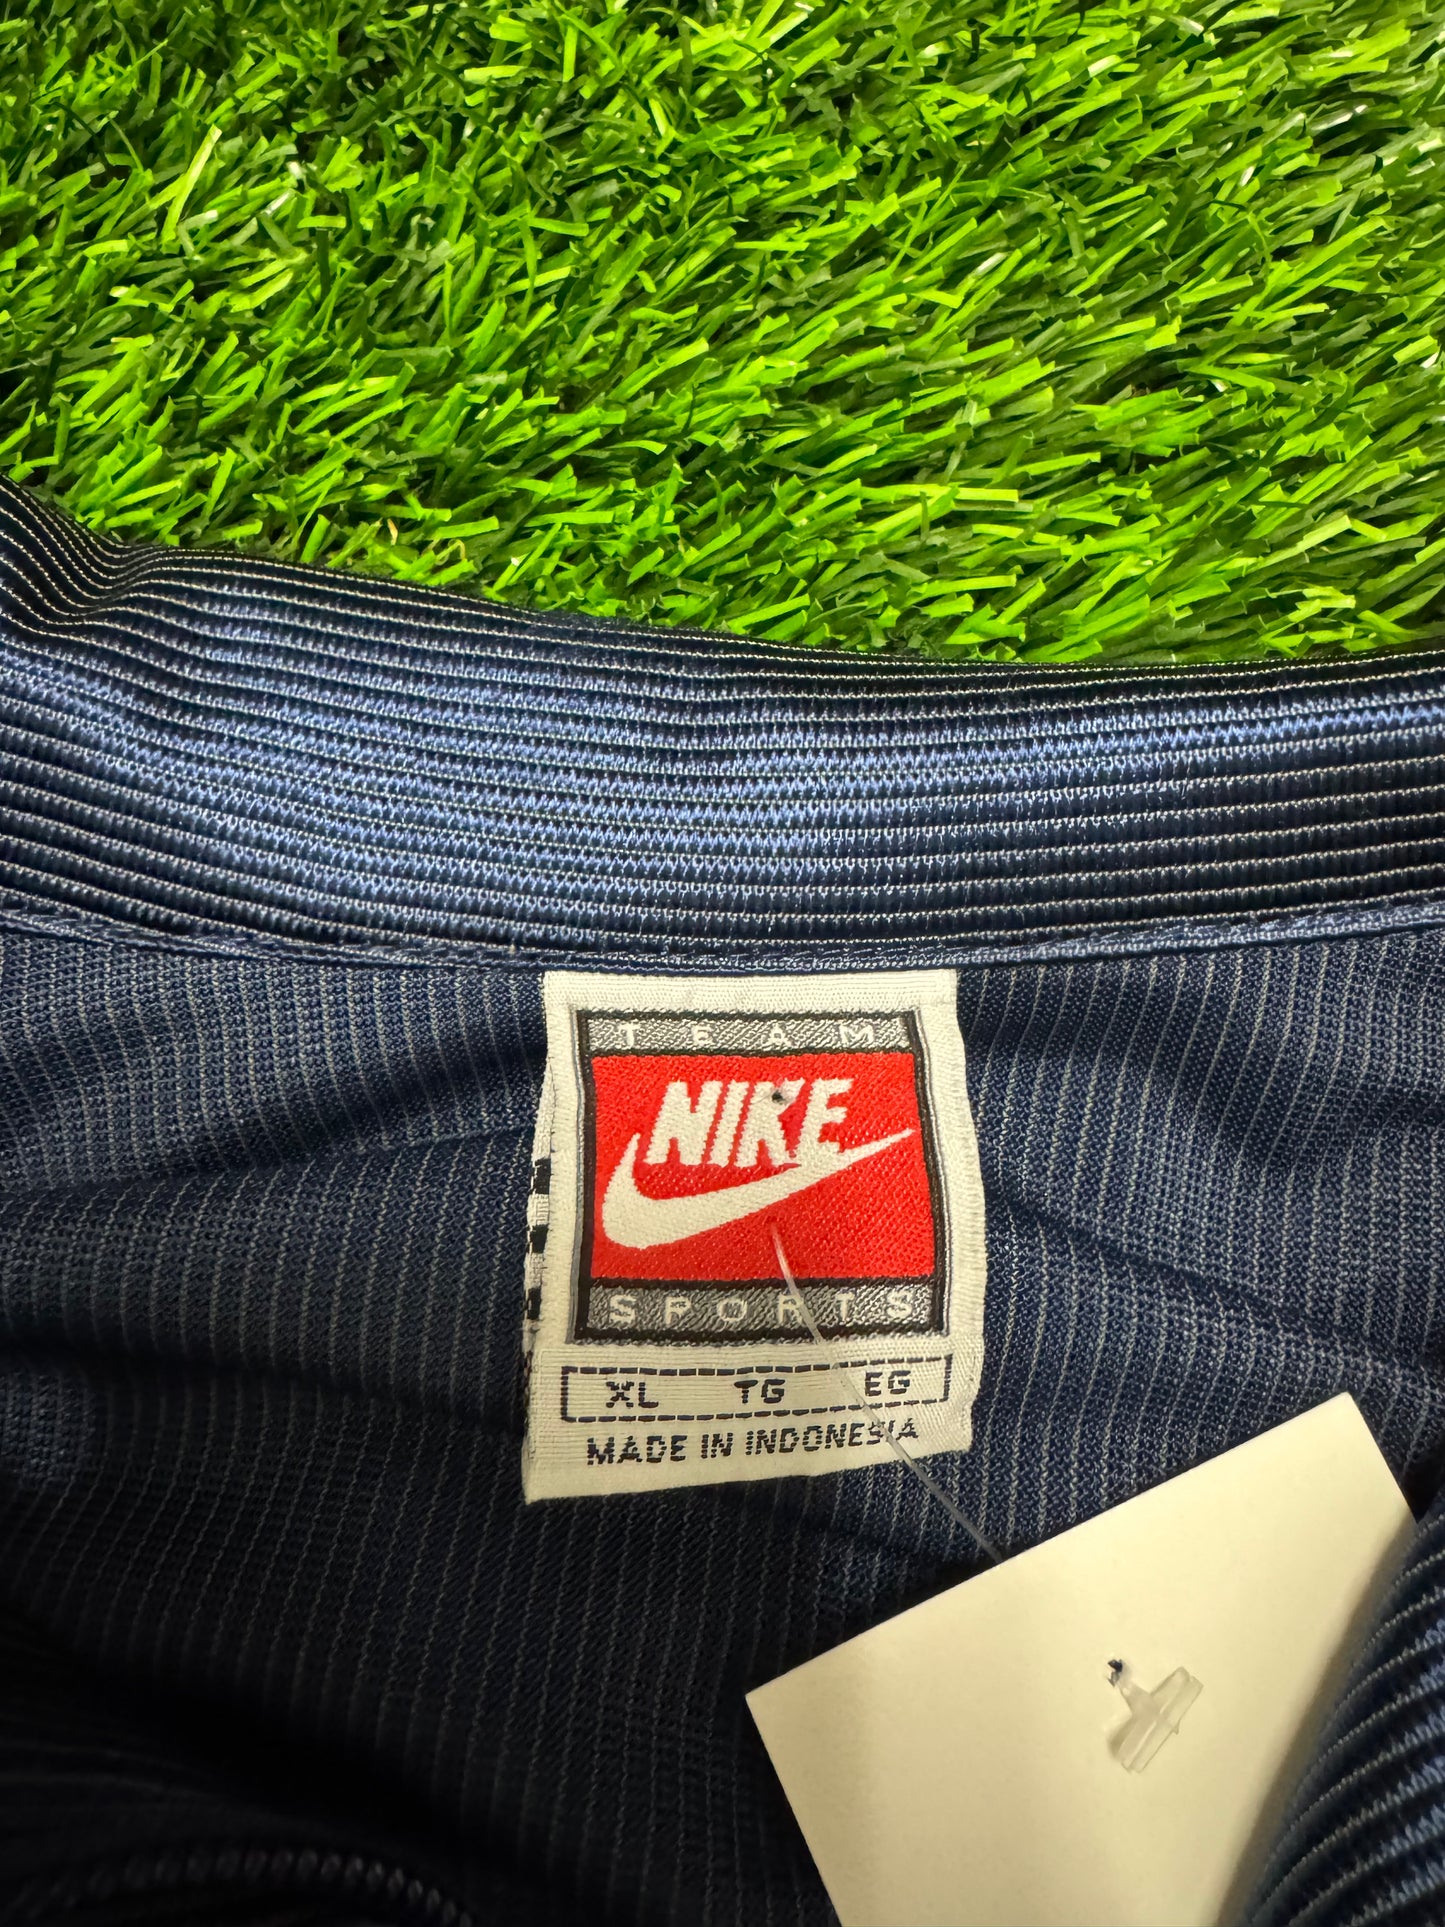 TEAM
NIKE
SPORTS
XL TG EG
MADE IN INDONESIA